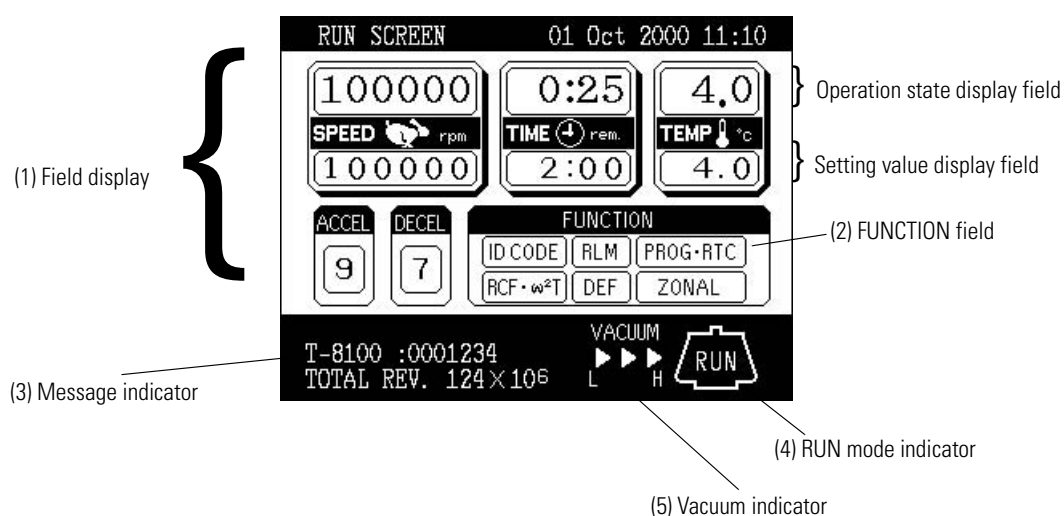 RUN SCREEN 01 Oct 2000 11:10
100000 0:25 4.0
Operation state display field
SPEED rpm TIME rem. TEMP °c
(1) Field display
100000 2:00 4.0
Setting value display field
ACCEL DECEL FUNCTION
9 7
ID CODE RLM PROG·RTC
(2) FUNCTION field
RCF·ω²T DEF ZONAL
VACUUM
T-8100 :0001234
TOTAL REV. 124×10⁶
L H
RUN
(3) Message indicator
(4) RUN mode indicator
(5) Vacuum indicator